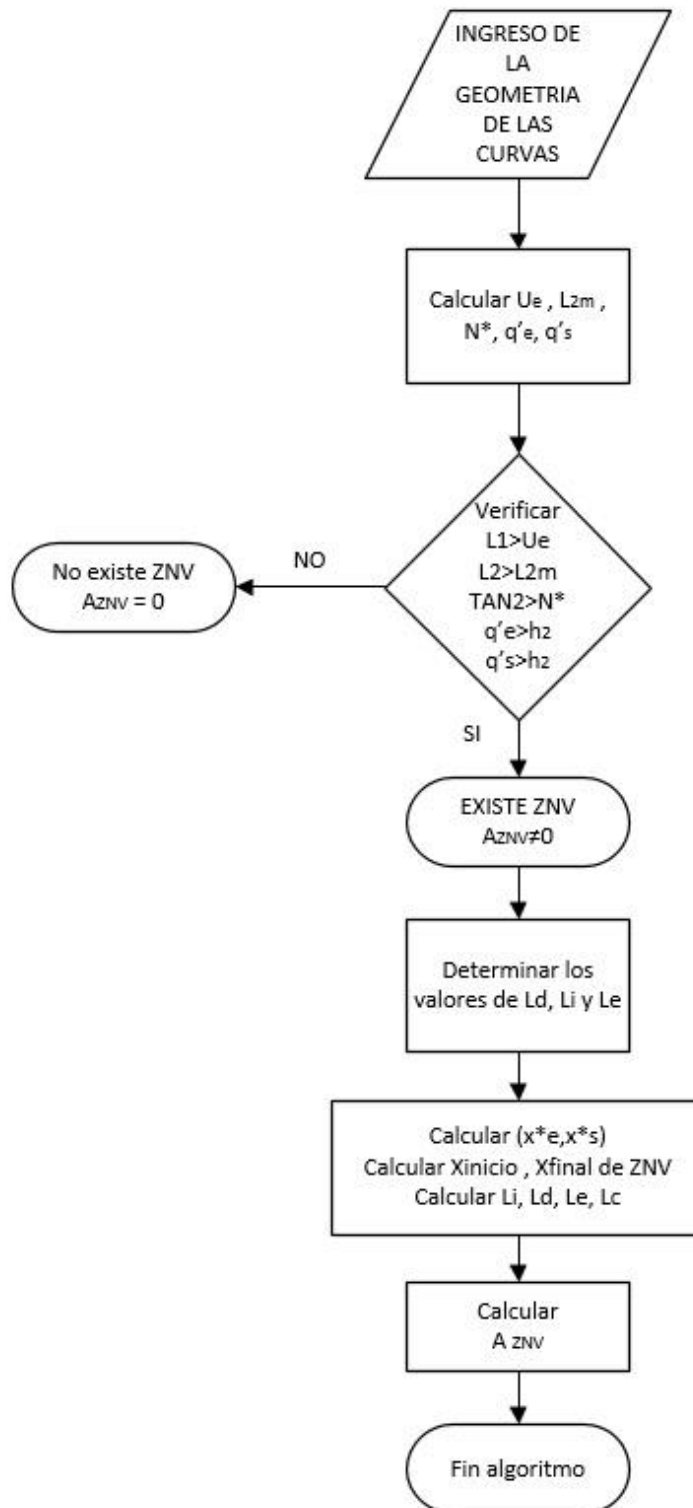 INGRESO DE
LA
GEOMETRIA
DE LAS
CURVAS
Calcular Ue , L2m ,
N*, q'e, q's
Verificar
L1>Ue
L2>L2m
TAN2>N*
q'e>h2
q's>h2
NO
No existe ZNV
AZNV = 0
SI
EXISTE ZNV
AZNV≠0
Determinar los
valores de Ld, Li y Le
Calcular (x*e,x*s)
Calcular Xinicio , Xfinal de ZNV
Calcular Li, Ld, Le, Lc
Calcular
A ZNV
Fin algoritmo